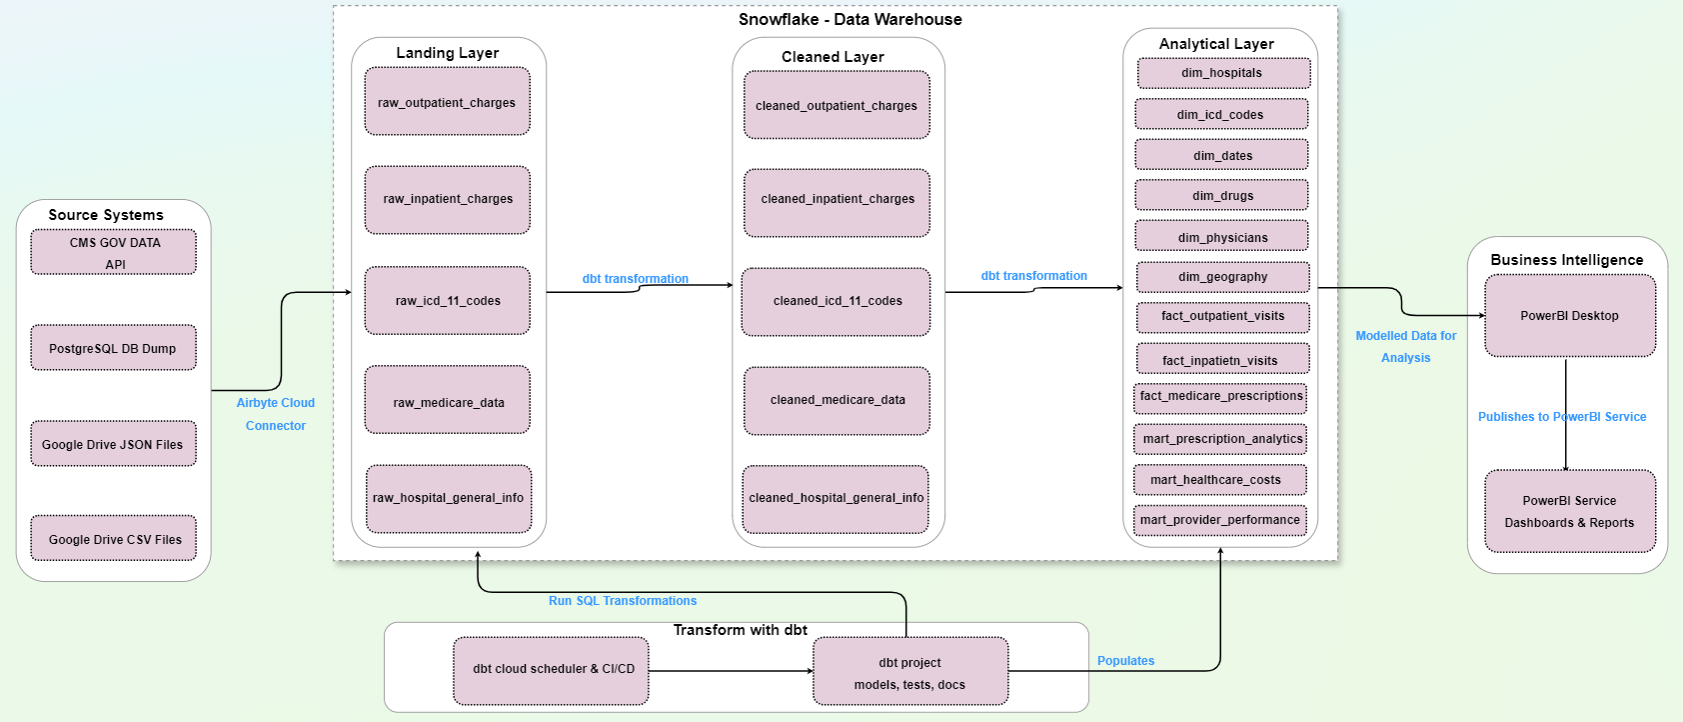 Snowflake - Data Warehouse
Source Systems
CMS GOV DATA
API
PostgreSQL DB Dump
Google Drive JSON Files
Google Drive CSV Files
Airbyte Cloud
Connector
Landing Layer
raw_outpatient_charges
raw_inpatient_charges
raw_icd_11_codes
raw_medicare_data
raw_hospital_general_info
dbt transformation
Cleaned Layer
cleaned_outpatient_charges
cleaned_inpatient_charges
cleaned_icd_11_codes
cleaned_medicare_data
cleaned_hospital_general_info
dbt transformation
Analytical Layer
dim_hospitals
dim_icd_codes
dim_dates
dim_drugs
dim_physicians
dim_geography
fact_outpatient_visits
fact_inpatietn_visits
fact_medicare_prescriptions
mart_prescription_analytics
mart_healthcare_costs
mart_provider_performance
Modelled Data for
Analysis
Business Intelligence
PowerBI Desktop
Publishes to PowerBI Service
PowerBI Service
Dashboards & Reports
Run SQL Transformations
Transform with dbt
dbt cloud scheduler & CI/CD
dbt project
models, tests, docs
Populates